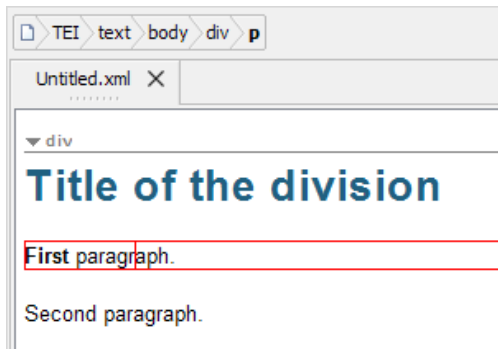 TEI text body div p
Untitled.xml
div
Title of the division
First paragraph.
Second paragraph.